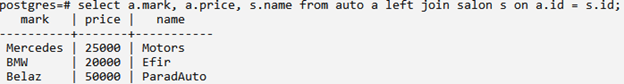 postgres=# select a.mark, a.price, s.name from auto a left join salon s on a.id = s.id;
   mark   | price |   name
----------+-------+-----------
 Mercedes | 25000 | Motors
 BMW      | 20000 | Efir
 Belaz    | 50000 | ParadAuto